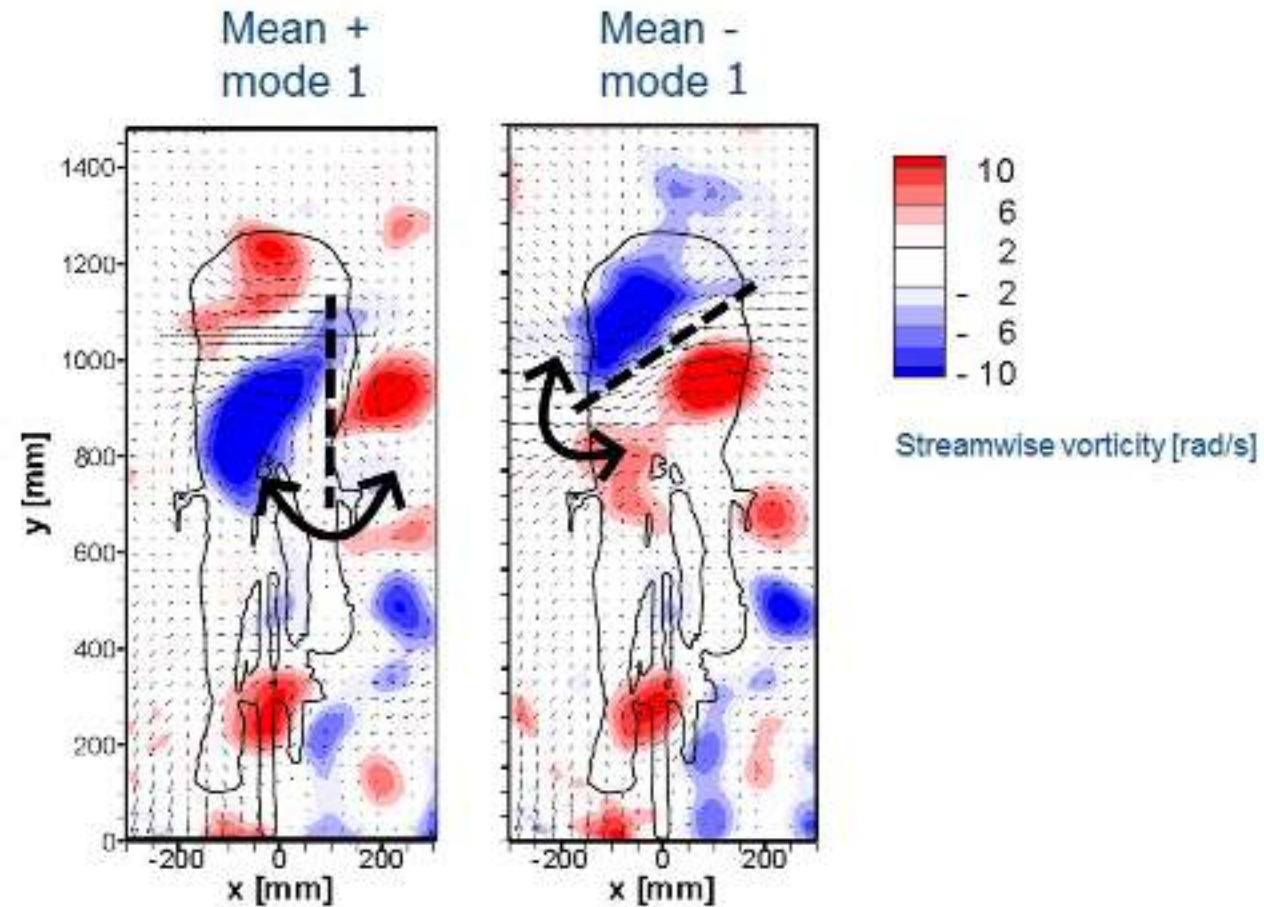 Mean +
mode 1
Mean -
mode 1
1400
1200
1000
800
600
400
200
0
y [mm]
-200 0 200
x [mm]
-200 0 200
x [mm]
10
6
2
- 2
- 6
- 10
Streamwise vorticity [rad/s]